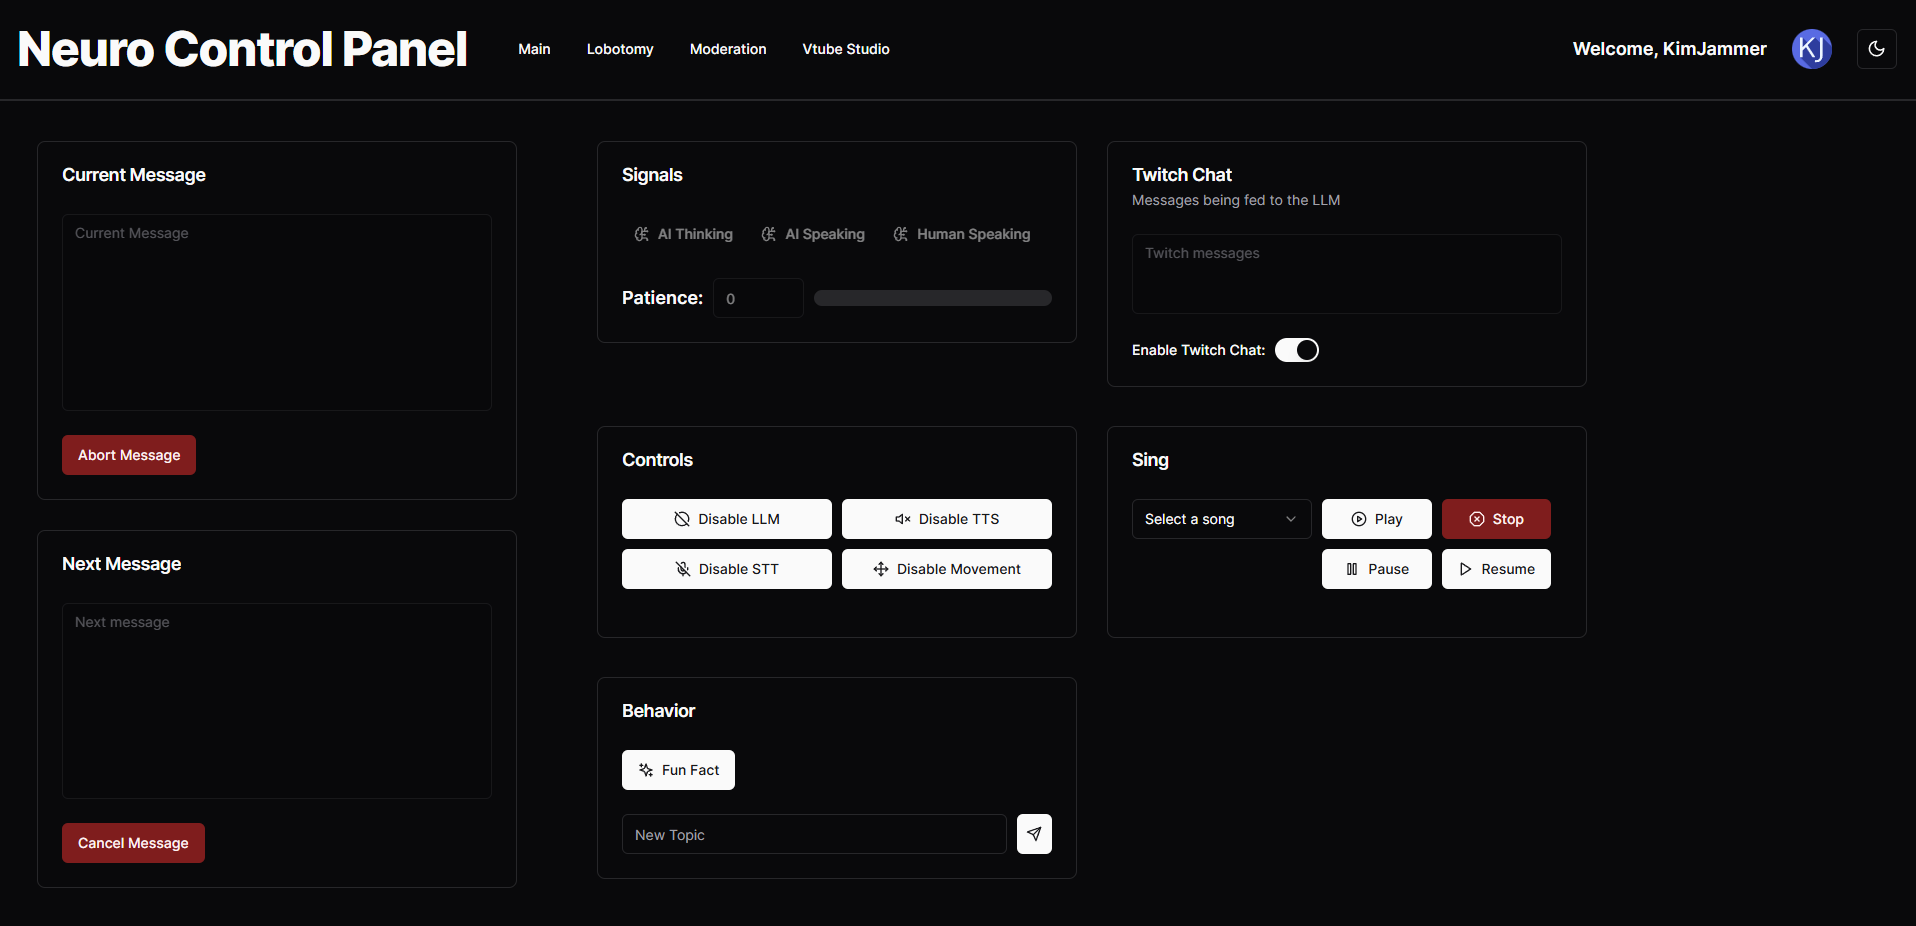 Neuro Control Panel
Main
Lobotomy
Moderation
Vtube Studio
Welcome, KimJammer
KJ
Current Message
Current Message
Abort Message
Next Message
Next message
Cancel Message
Signals
AI Thinking
AI Speaking
Human Speaking
Patience:
0
Controls
Disable LLM
Disable TTS
Disable STT
Disable Movement
Behavior
Fun Fact
New Topic
Twitch Chat
Messages being fed to the LLM
Twitch messages
Enable Twitch Chat:
Sing
Select a song
Play
Stop
Pause
Resume